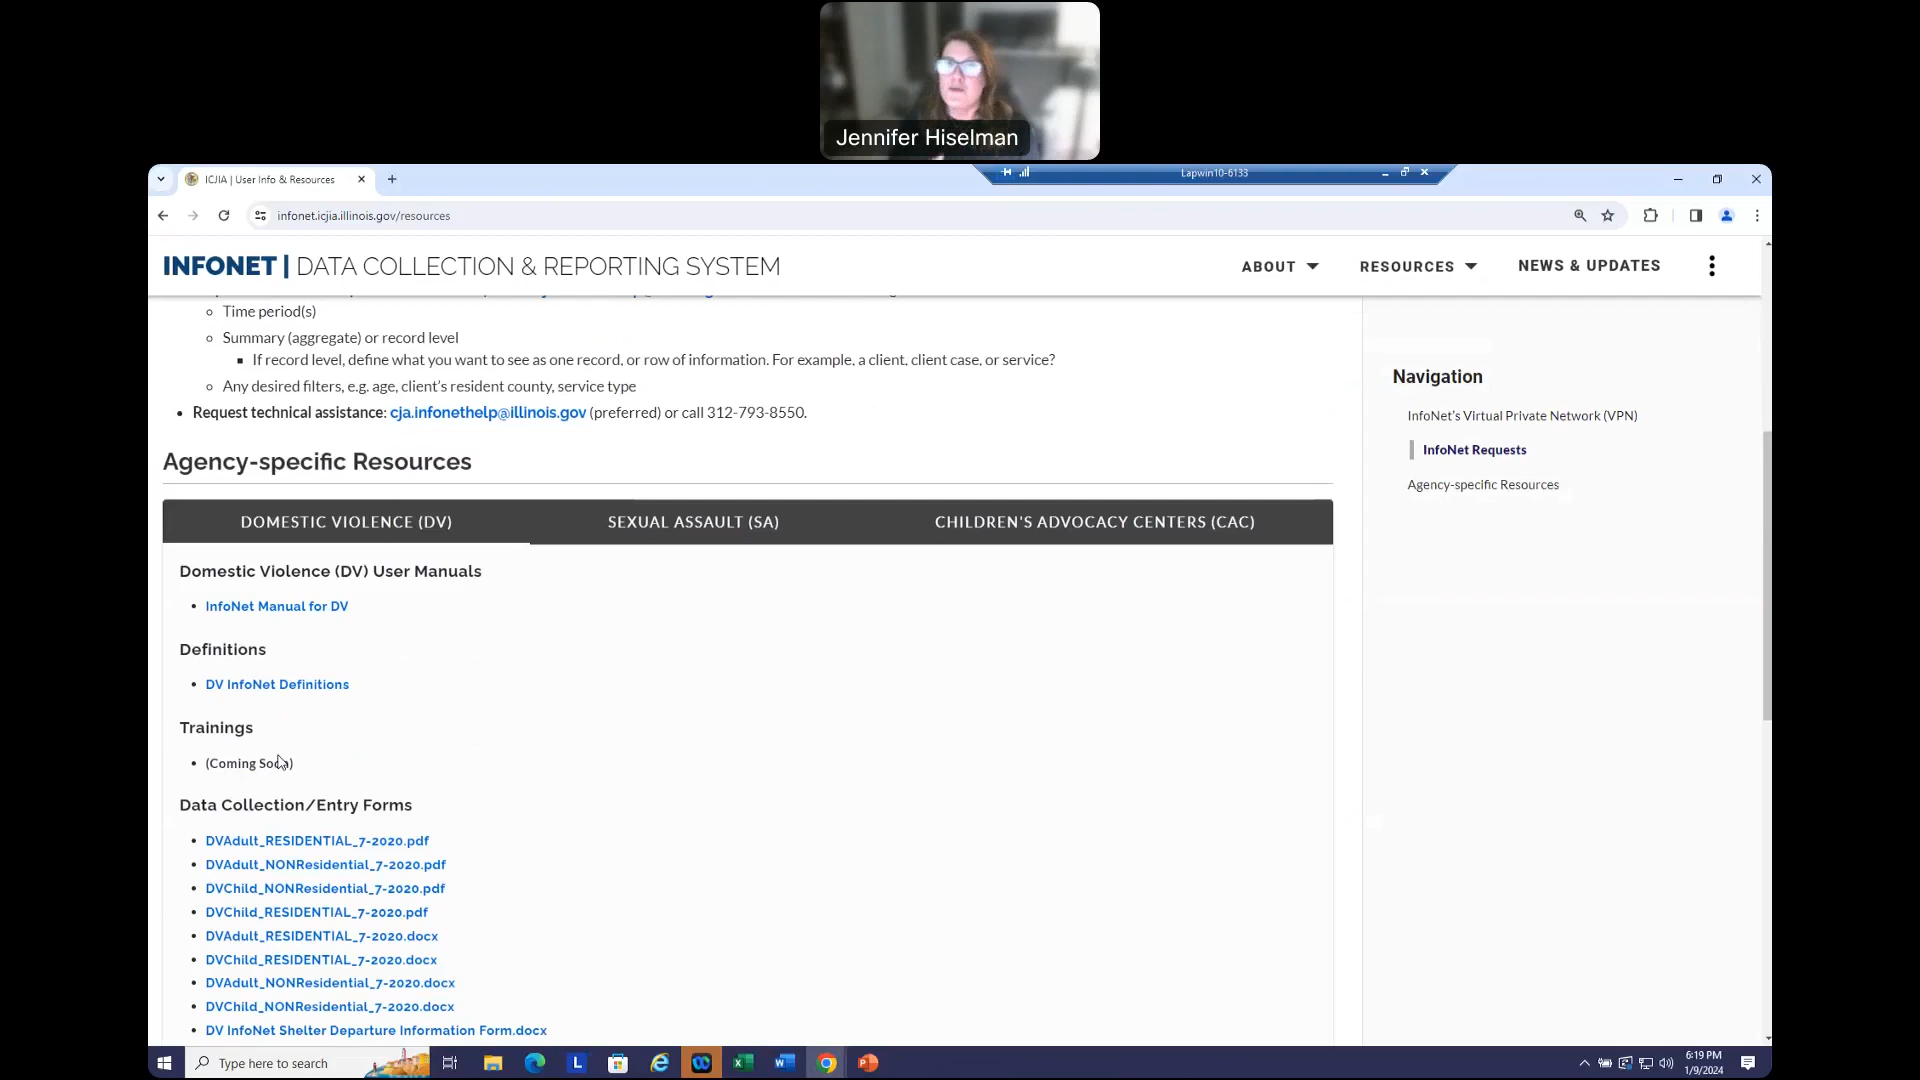 Jennifer Hiselman
ICJIA | User Info & Resources
Lapwin10-6133
infonet.icjia.illinois.gov/resources
INFONET | DATA COLLECTION & REPORTING SYSTEM
ABOUT
RESOURCES
NEWS & UPDATES
Time period(s)
Summary (aggregate) or record level
If record level, define what you want to see as one record, or row of information. For example, a client, client case, or service?
Any desired filters, e.g. age, client's resident county, service type
Request technical assistance: cja.infonethelp@illinois.gov (preferred) or call 312-793-8550.
Navigation
InfoNet's Virtual Private Network (VPN)
InfoNet Requests
Agency-specific Resources
Agency-specific Resources
DOMESTIC VIOLENCE (DV)
SEXUAL ASSAULT (SA)
CHILDREN'S ADVOCACY CENTERS (CAC)
Domestic Violence (DV) User Manuals
InfoNet Manual for DV
Definitions
DV InfoNet Definitions
Trainings
(Coming Soon)
Data Collection/Entry Forms
DVAdult_RESIDENTIAL_7-2020.pdf
DVAdult_NONResidential_7-2020.pdf
DVChild_NONResidential_7-2020.pdf
DVChild_RESIDENTIAL_7-2020.pdf
DVAdult_RESIDENTIAL_7-2020.docx
DVChild_RESIDENTIAL_7-2020.docx
DVAdult_NONResidential_7-2020.docx
DVChild_NONResidential_7-2020.docx
DV InfoNet Shelter Departure Information Form.docx
Type here to search
6:19 PM
1/9/2024